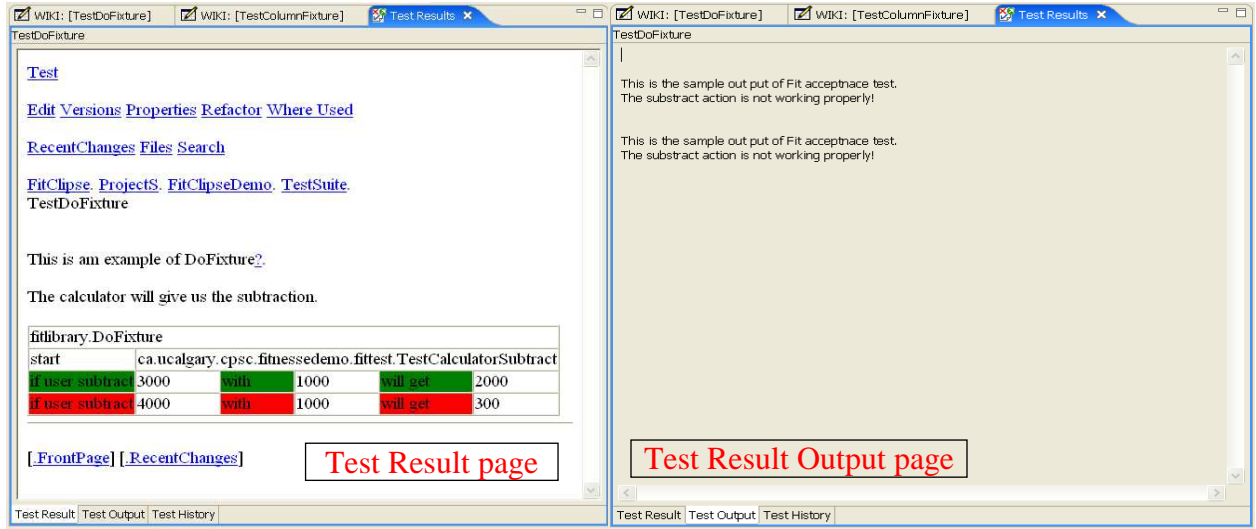 WIKI: [TestDoFixture] WIKI: [TestColumnFixture] Test Results
TestDoFixture
Test
Edit Versions Properties Refactor Where Used
RecentChanges Files Search
FitClipse. ProjectS. FitClipseDemo. TestSuite.
TestDoFixture
This is am example of DoFixture?.
The calculator will give us the subtraction.
fitlibrary.DoFixture
start ca.ucalgary.cpsc.fitnessedemo.fittest.TestCalculatorSubtract
if user subtract 3000 with 1000 will get 2000
if user subtract 4000 with 1000 will get 300
[.FrontPage] [.RecentChanges]
Test Result page
Test Result Test Output Test History
WIKI: [TestDoFixture] WIKI: [TestColumnFixture] Test Results
TestDoFixture
This is the sample out put of Fit acceptnace test.
The substract action is not working properly!
This is the sample out put of Fit acceptnace test.
The substract action is not working properly!
Test Result Output page
Test Result Test Output Test History